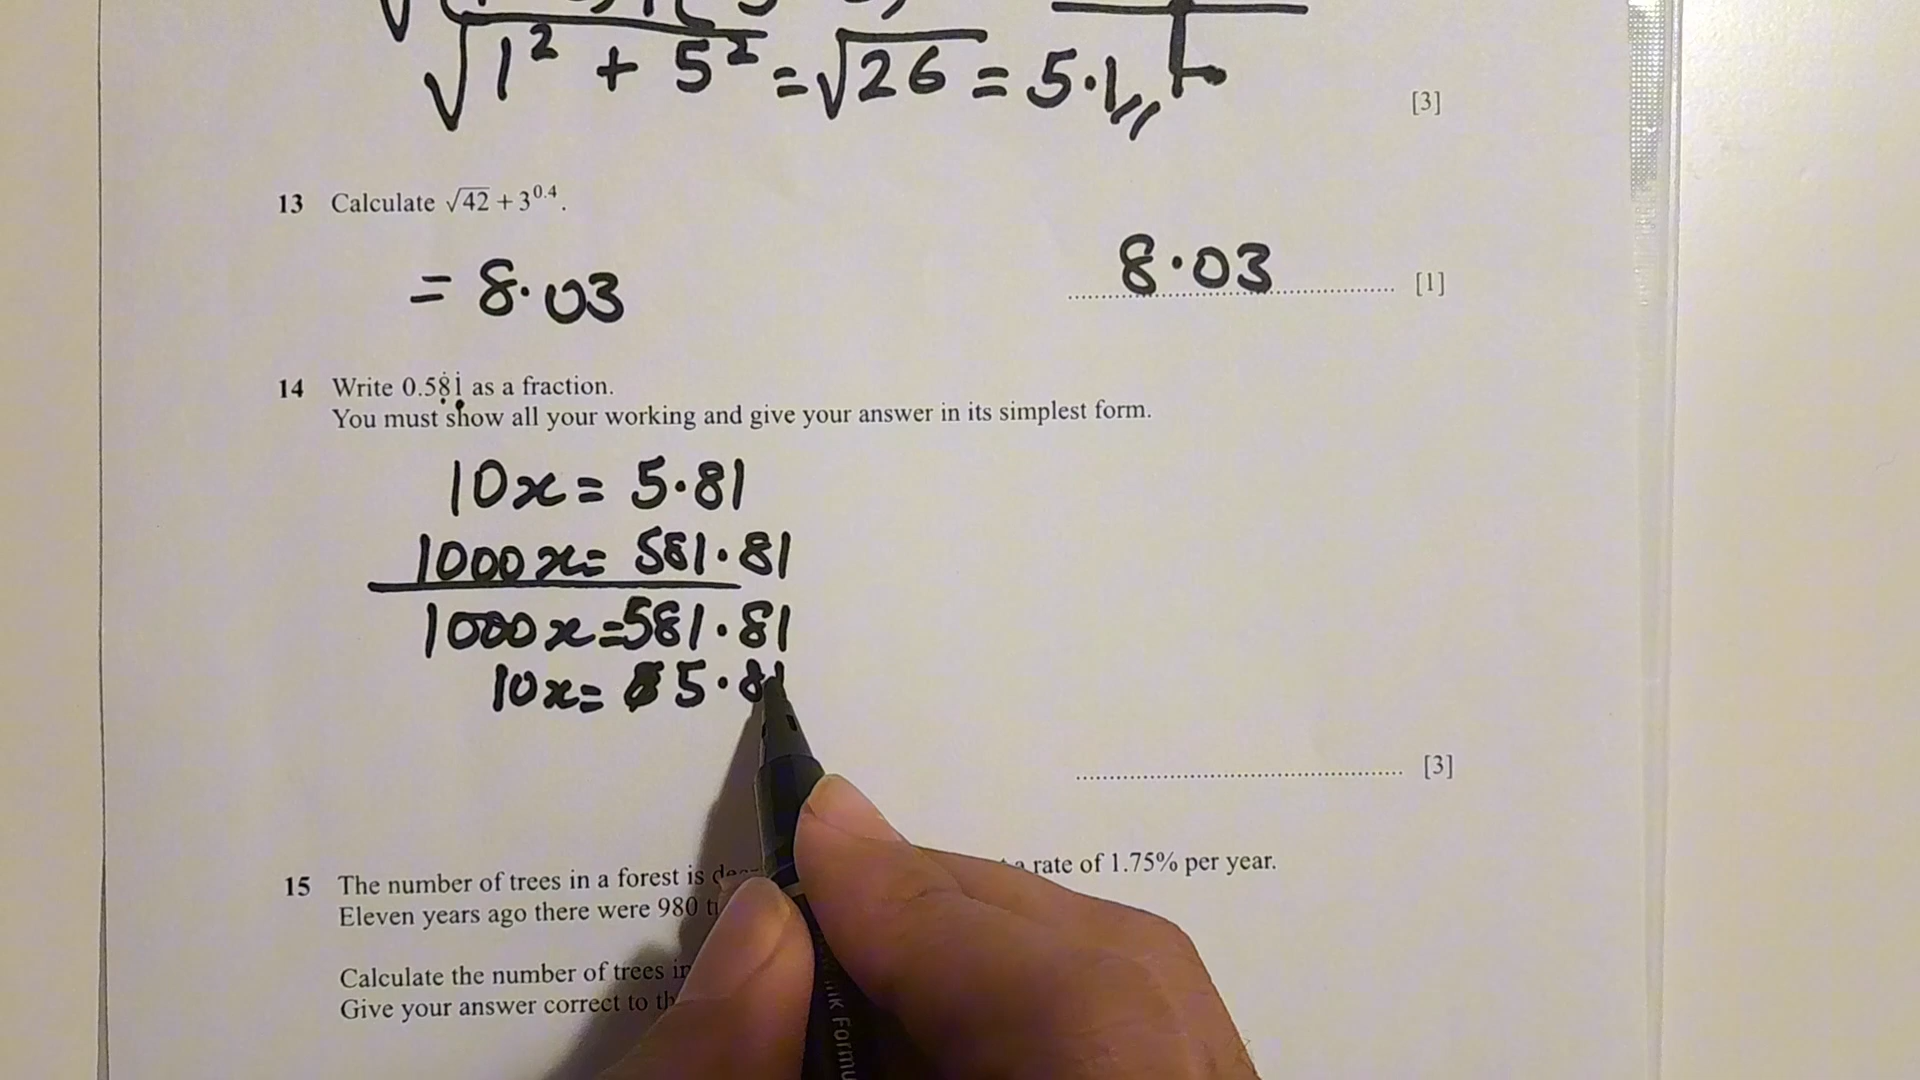 √1² + 5² = √26 = 5.1
[3]
13 Calculate √42 + 3^0.4.
= 8.03
8.03 [1]
14 Write 0.58̇1̇ as a fraction.
You must show all your working and give your answer in its simplest form.
10x = 5.81
1000x = 581.81
1000x = 581.81
10x = 5.81
[3]
15 The number of trees in a forest is rate of 1.75% per year.
Eleven years ago there were 980
Calculate the number of trees in
Give your answer correct to